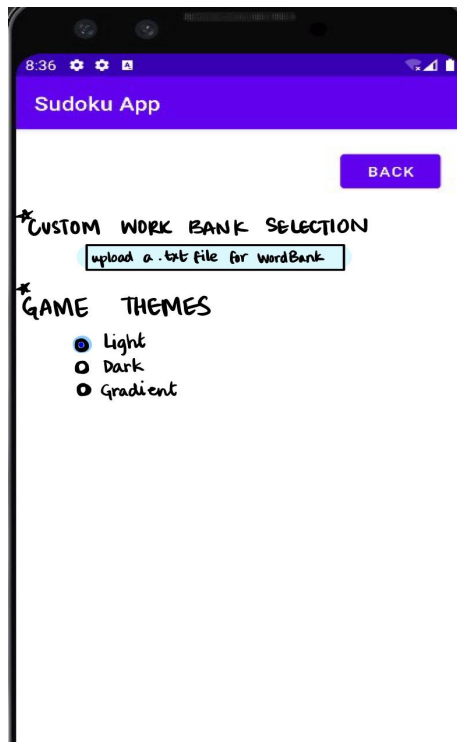 8:36 A
Sudoku App
BACK
*CUSTOM WORK BANK SELECTION
upload a .txt file for WordBank
*GAME THEMES
Light
Dark
Gradient